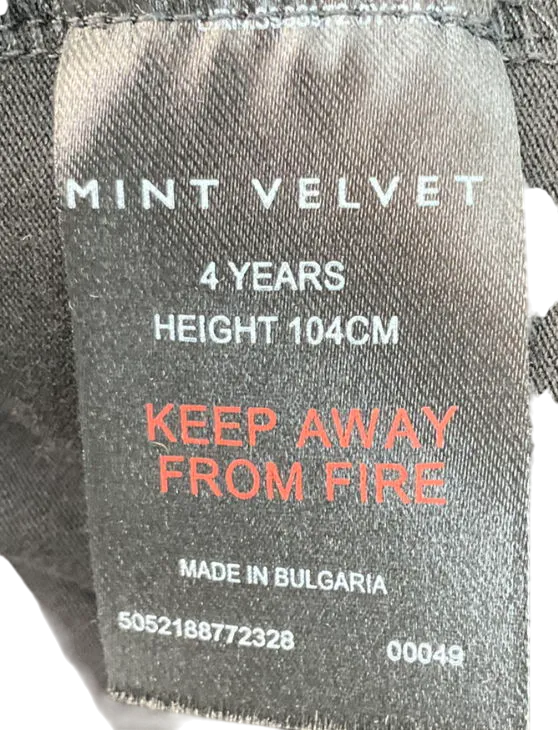 MINT VELVET
4 YEARS
HEIGHT 104CM
KEEP AWAY
FROM FIRE
MADE IN BULGARIA
5052188772328 00049